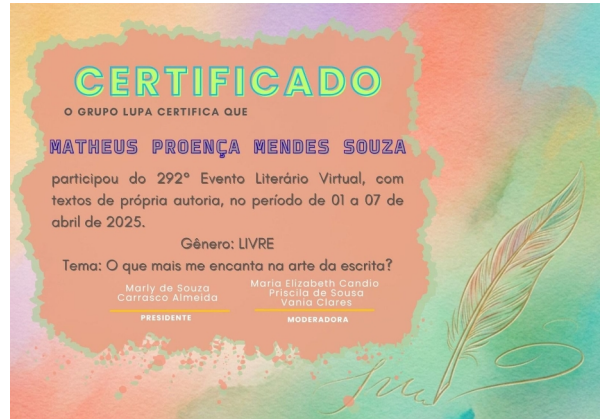 CERTIFICADO
O GRUPO LUPA CERTIFICA QUE
MATHEUS PROENÇA MENDES SOUZA
participou do 292º Evento Literário Virtual, com
textos de própria autoria, no período de 01 a 07 de
abril de 2025.
Gênero: LIVRE
Tema: O que mais me encanta na arte da escrita?
Marly de Souza
Carrasco Almeida
PRESIDENTE
Maria Elizabeth Candio
Priscila de Sousa
Vania Clares
MODERADORA